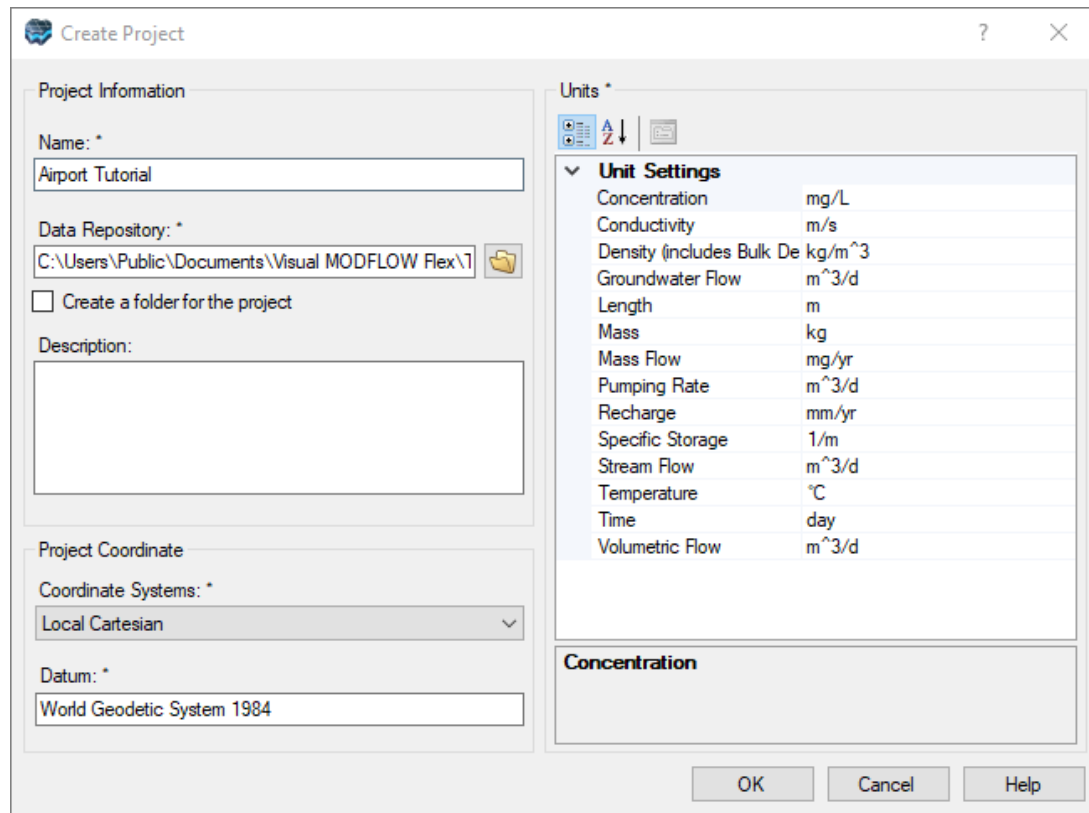 Create Project
?
Project Information
Name: *
Airport Tutorial
Data Repository: *
C:\Users\Public\Documents\Visual MODFLOW Flex\T
Create a folder for the project
Description:
Project Coordinate
Coordinate Systems: *
Local Cartesian
Datum: *
World Geodetic System 1984
Units *
Unit Settings
Concentration mg/L
Conductivity m/s
Density (includes Bulk De kg/m^3
Groundwater Flow m^3/d
Length m
Mass kg
Mass Flow mg/yr
Pumping Rate m^3/d
Recharge mm/yr
Specific Storage 1/m
Stream Flow m^3/d
Temperature °C
Time day
Volumetric Flow m^3/d
Concentration
OK Cancel Help